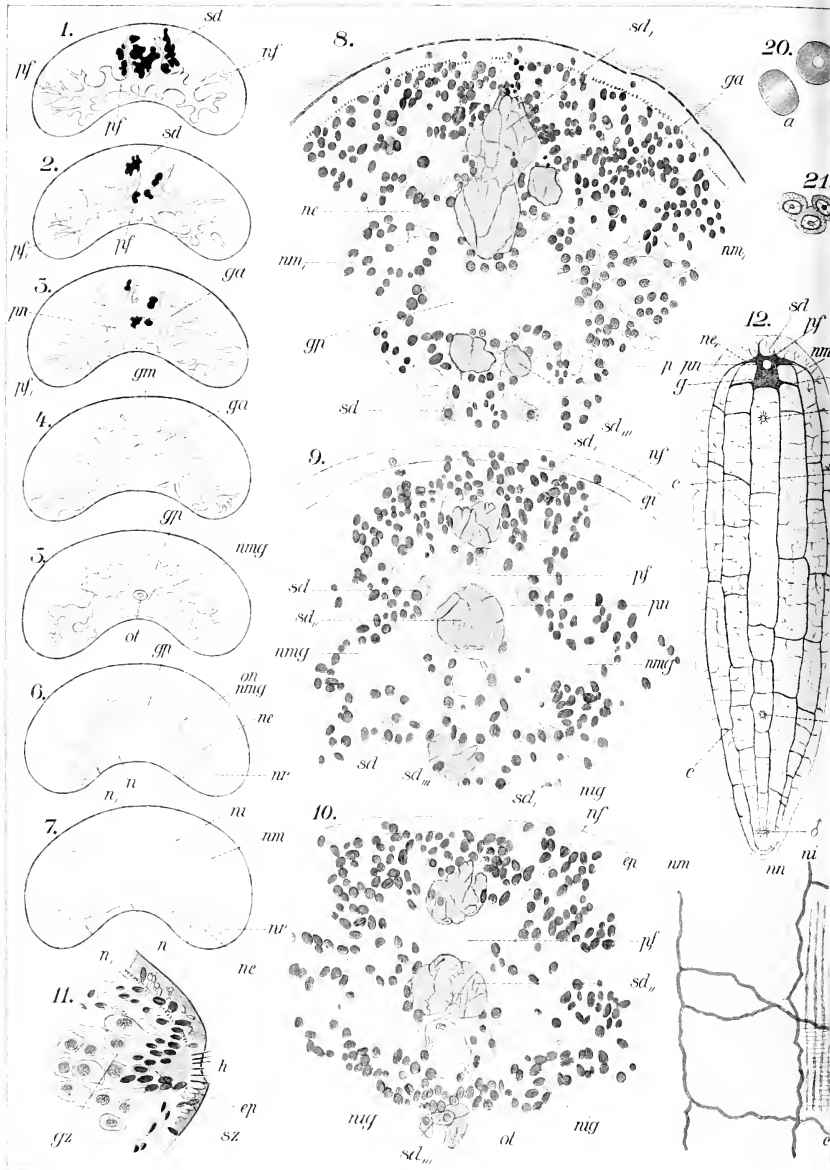 1.
sd
pf
nf
pf
2.
sd
pf,
pf
3.
ga
pn
pf,
gm
4.
ga
gp
5.
nmg
ot
gp
6.
on
nmg
ne
nr
n
n,
7.
ni
nm
nr
ne
n
n,
11.
h
ep
sz
gz
8.
sd,
ga
ne
nm,
nm,
gp
sd
sd,,,
sd,
9.
nf
ep
pf
sd
pn
sd,,
nmg
nmg
sd
sd,,,
sd,
nig
10.
nf
ep
pf
sd,,
nig
ot
nig
sd,,,
20.
a
21
12.
sd
pf
ne,
nm
p
pn
g
c
c
♂
nm
nn
ni
c